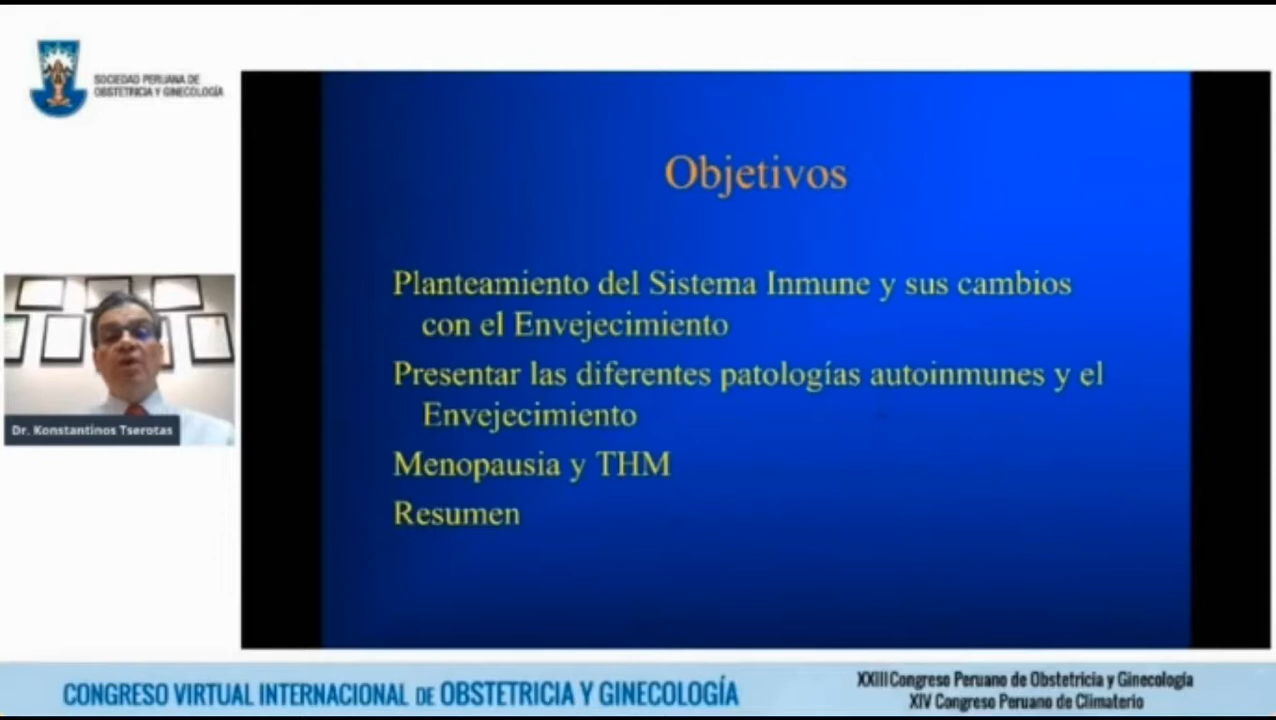 SOCIEDAD PERUANA DE
OBSTETRICIA Y GINECOLOGÍA
Objetivos
Planteamiento del Sistema Inmune y sus cambios
con el Envejecimiento
Presentar las diferentes patologías autoinmunes y el
Envejecimiento
Menopausia y THM
Resumen
Dr. Konstantinos Tserotas
CONGRESO VIRTUAL INTERNACIONAL DE OBSTETRICIA Y GINECOLOGÍA
XXIII Congreso Peruano de Obstetricia y Ginecología
XIV Congreso Peruano de Climaterio